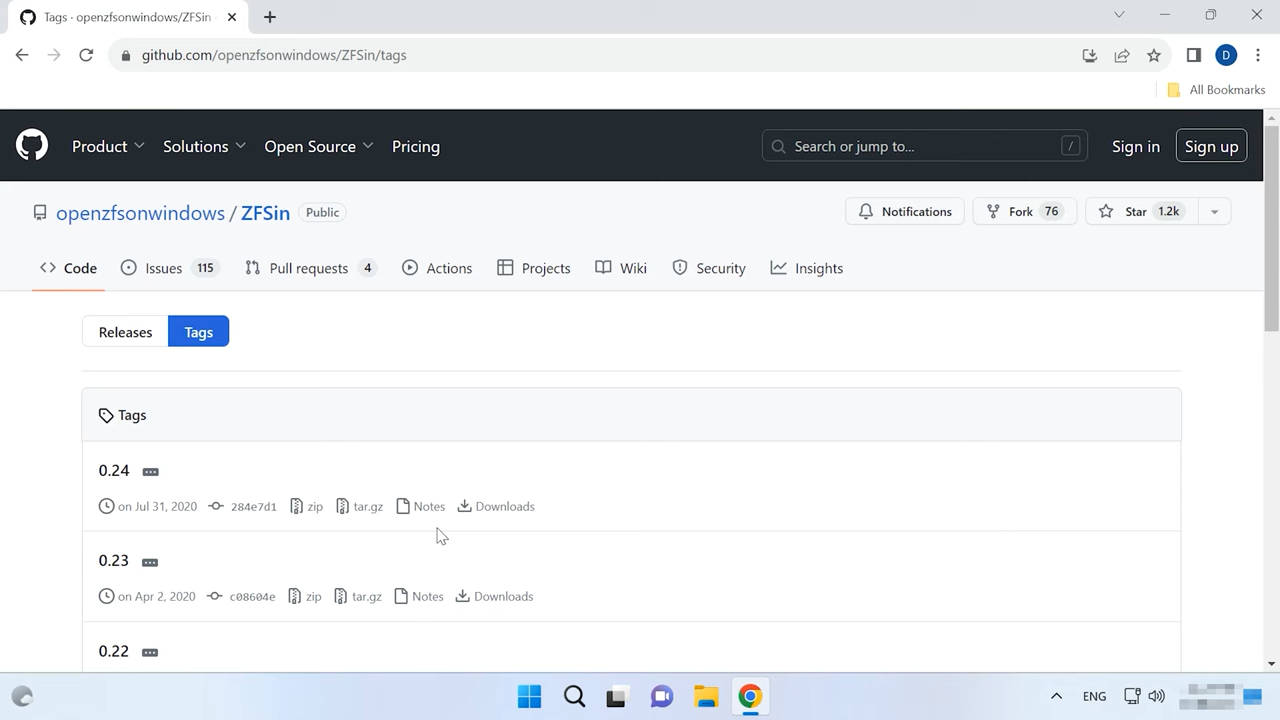 Tags · openzfsonwindows/ZFSin
github.com/openzfsonwindows/ZFSin/tags
D
All Bookmarks
Product Solutions Open Source Pricing
Search or jump to... /
Sign in Sign up
openzfsonwindows / ZFSin Public
Notifications Fork 76 Star 1.2k
Code Issues 115 Pull requests 4 Actions Projects Wiki Security Insights
Releases Tags
Tags
0.24
on Jul 31, 2020 284e7d1 zip tar.gz Notes Downloads
0.23
on Apr 2, 2020 c08604e zip tar.gz Notes Downloads
0.22
ENG